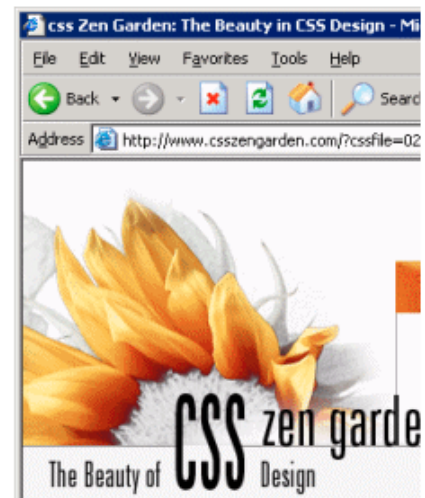 css Zen Garden: The Beauty in CSS Design - Mi
File Edit View Favorites Tools Help
Back Searc
Address http://www.csszengarden.com/?cssfile=02
CSS zen garde
The Beauty of Design